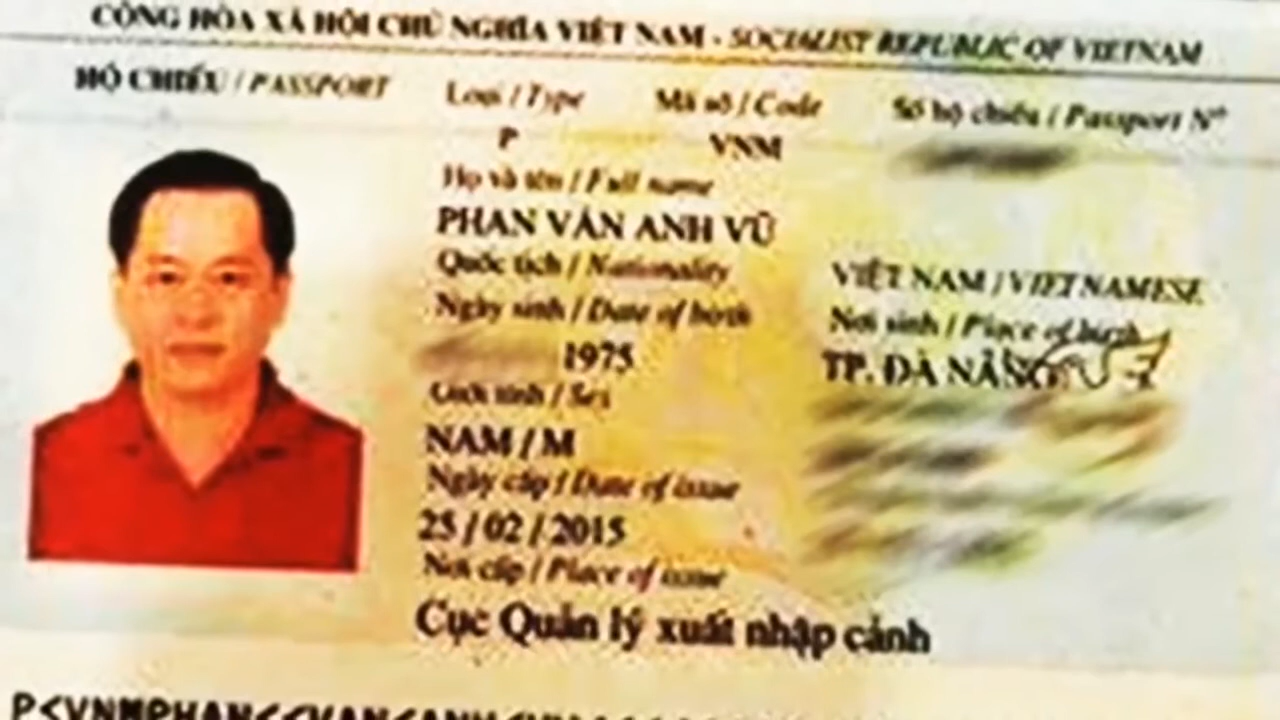 CỘNG HÒA XÃ HỘI CHỦ NGHĨA VIỆT NAM - SOCIALIST REPUBLIC OF VIETNAM
HỘ CHIẾU / PASSPORT
Loại / Type
Mã số / Code
Số hộ chiếu / Passport Nº
P
VNM
Họ và tên / Full name
PHAN VĂN ANH VŨ
Quốc tịch / Nationality
VIỆT NAM / VIETNAMESE
Ngày sinh / Date of birth
Nơi sinh / Place of birth
1975
TP. ĐÀ NẴNG
Giới tính / Sex
NAM / M
Ngày cấp / Date of issue
25 / 02 / 2015
Nơi cấp / Place of issue
Cục Quản lý xuất nhập cảnh
P<VNMPHAN<<VAN<ANH<VU